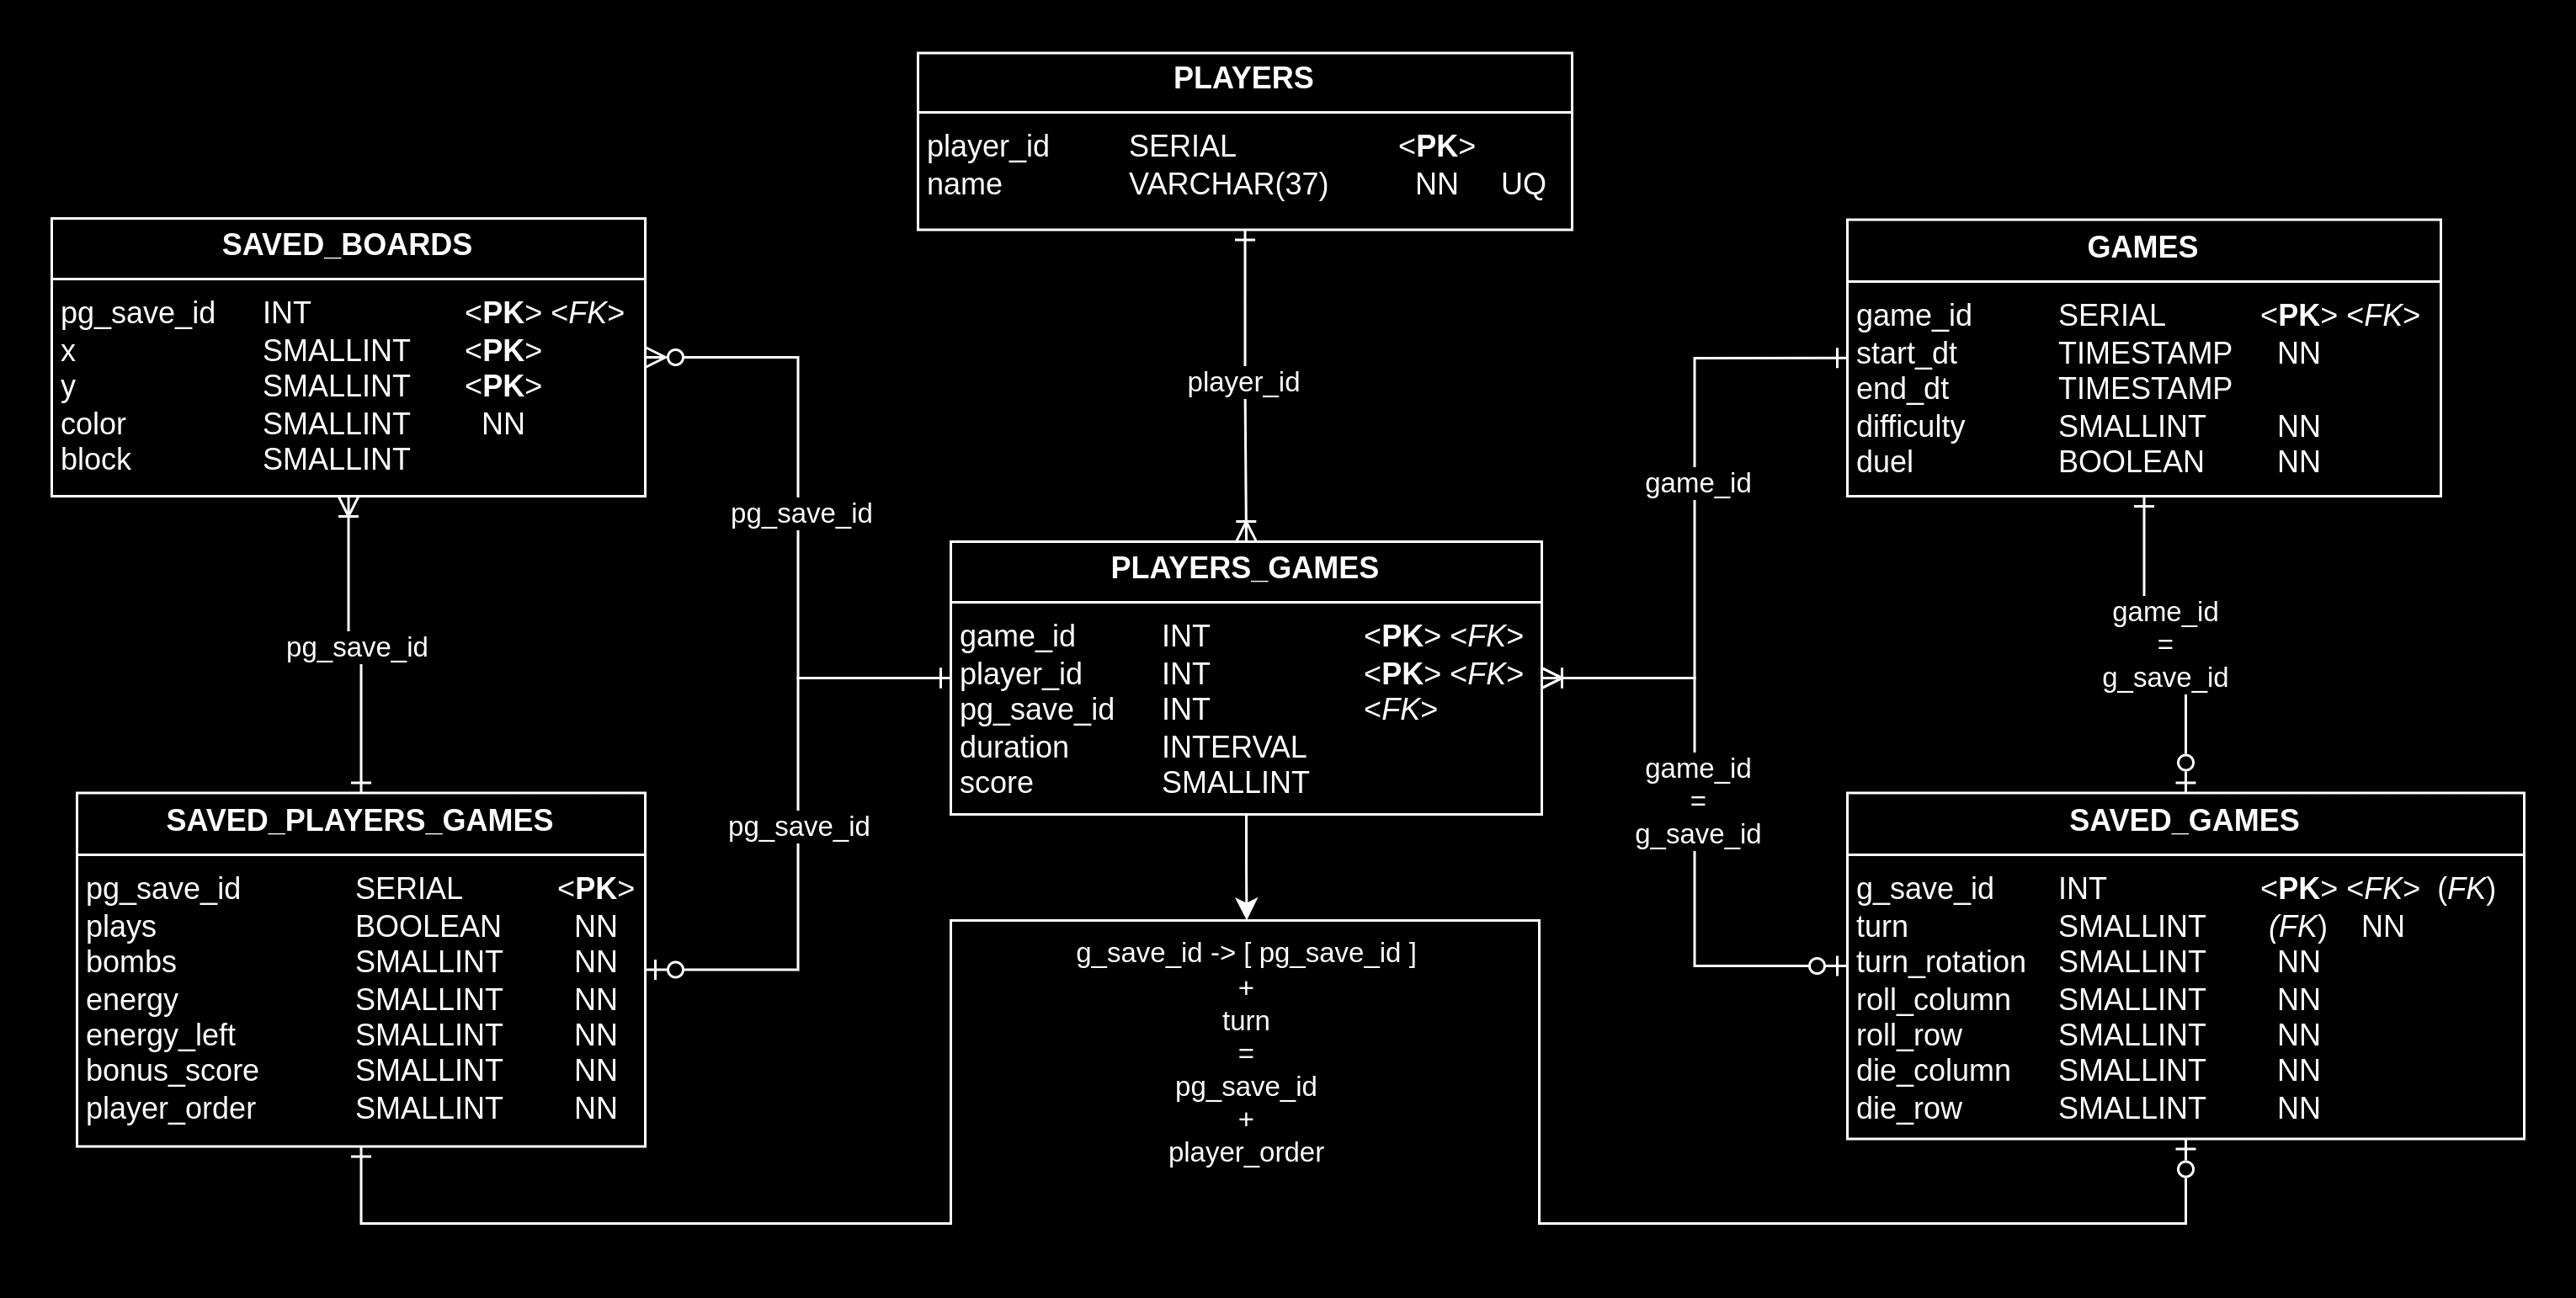 PLAYERS
player_id SERIAL <PK>
name VARCHAR(37) NN UQ
SAVED_BOARDS
pg_save_id INT <PK> <FK>
x SMALLINT <PK>
y SMALLINT <PK>
color SMALLINT NN
block SMALLINT
GAMES
game_id SERIAL <PK> <FK>
start_dt TIMESTAMP NN
end_dt TIMESTAMP
difficulty SMALLINT NN
duel BOOLEAN NN
player_id
game_id
pg_save_id
pg_save_id
game_id
=
g_save_id
PLAYERS_GAMES
game_id INT <PK> <FK>
player_id INT <PK> <FK>
pg_save_id INT <FK>
duration INTERVAL
score SMALLINT
pg_save_id
game_id
=
g_save_id
SAVED_PLAYERS_GAMES
pg_save_id SERIAL <PK>
plays BOOLEAN NN
bombs SMALLINT NN
energy SMALLINT NN
energy_left SMALLINT NN
bonus_score SMALLINT NN
player_order SMALLINT NN
g_save_id -> [ pg_save_id ]
+
turn
=
pg_save_id
+
player_order
SAVED_GAMES
g_save_id INT <PK> <FK> (FK)
turn SMALLINT (FK) NN
turn_rotation SMALLINT NN
roll_column SMALLINT NN
roll_row SMALLINT NN
die_column SMALLINT NN
die_row SMALLINT NN